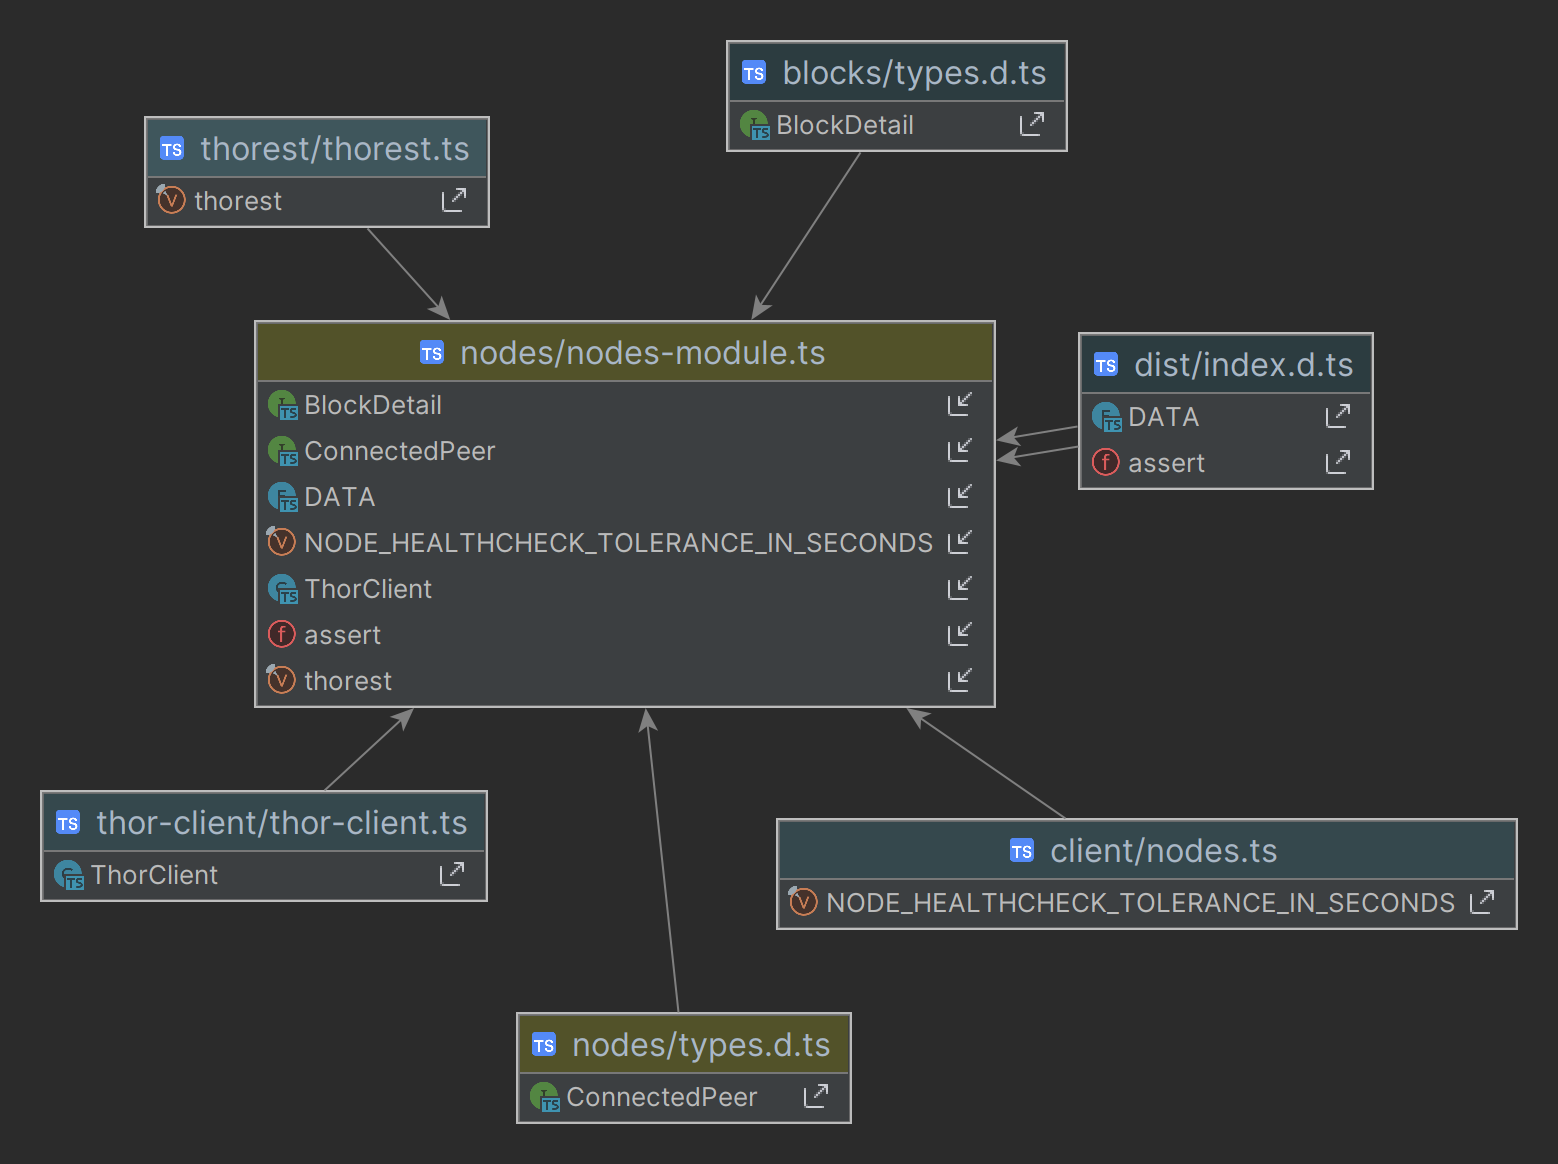 TS blocks/types.d.ts
BlockDetail
TS thorest/thorest.ts
thorest
TS nodes/nodes-module.ts
BlockDetail
ConnectedPeer
DATA
NODE_HEALTHCHECK_TOLERANCE_IN_SECONDS
ThorClient
assert
thorest
TS dist/index.d.ts
DATA
assert
TS thor-client/thor-client.ts
ThorClient
TS client/nodes.ts
NODE_HEALTHCHECK_TOLERANCE_IN_SECONDS
TS nodes/types.d.ts
ConnectedPeer